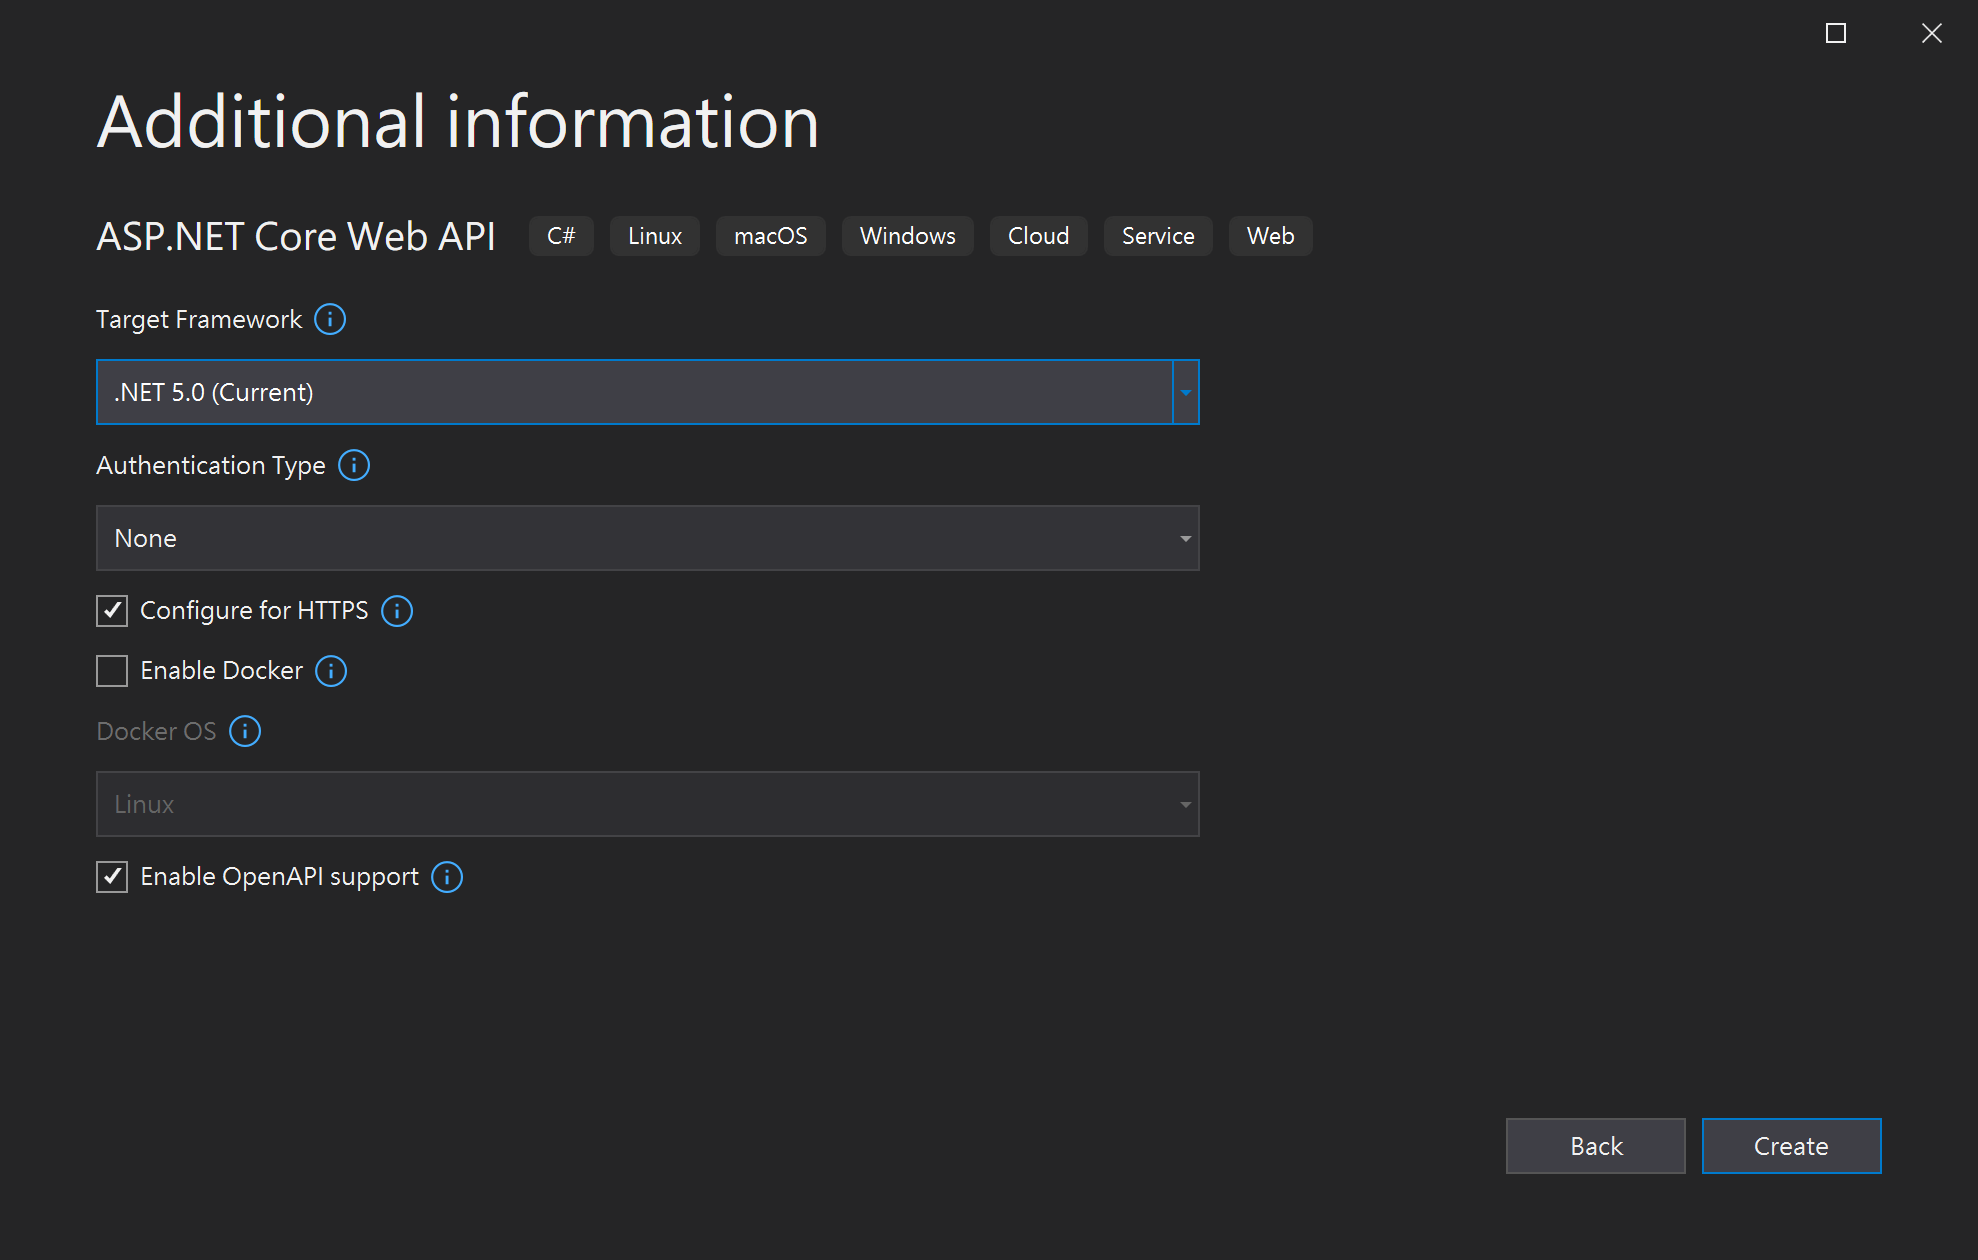 Additional information
ASP.NET Core Web API C# Linux macOS Windows Cloud Service Web
Target Framework
.NET 5.0 (Current)
Authentication Type
None
Configure for HTTPS
Enable Docker
Docker OS
Linux
Enable OpenAPI support
Back Create